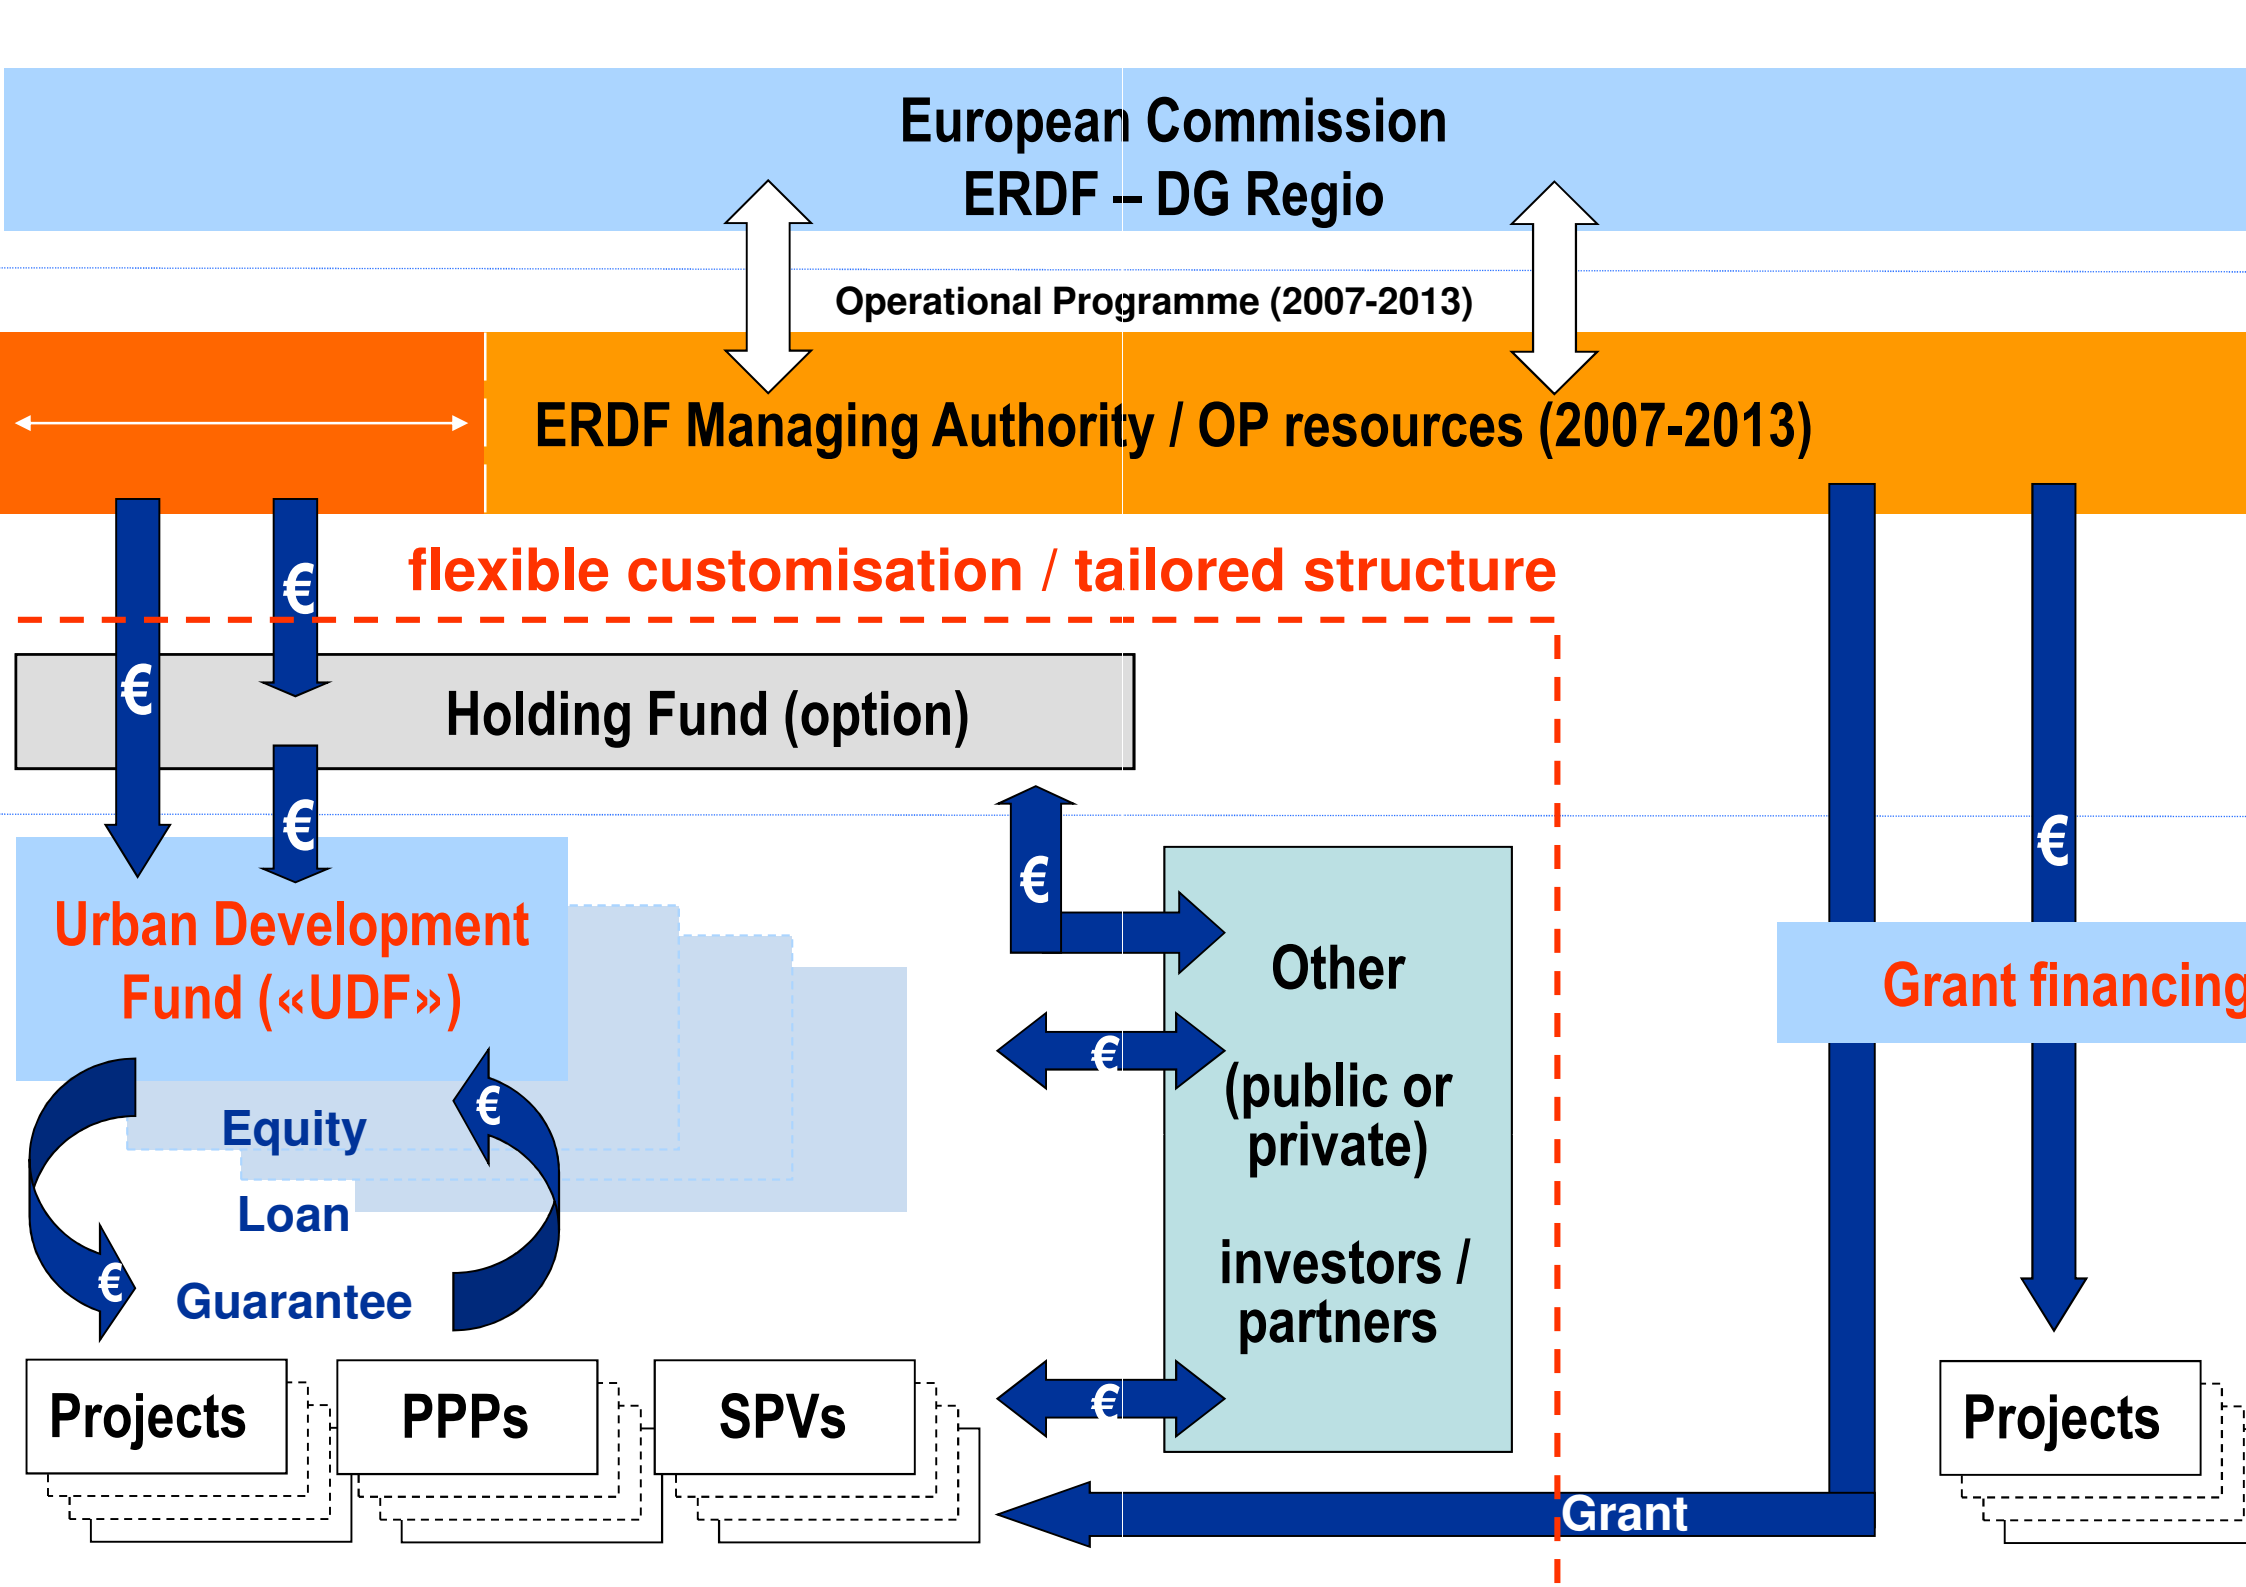 European Commission
ERDF – DG Regio
Operational Programme (2007-2013)
ERDF Managing Authority / OP resources (2007-2013)
flexible customisation / tailored structure
€
€
Holding Fund (option)
€
€
€
Urban Development
Fund («UDF»)
Other
(public or
private)
investors /
partners
Grant financing
€
€
Equity
Loan
Guarantee
€
Projects
PPPs
SPVs
€
Projects
Grant